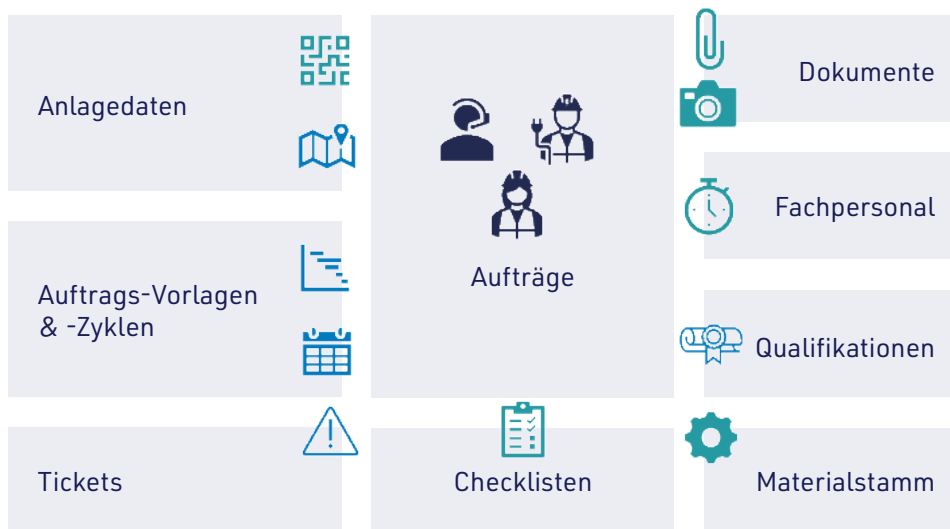 Anlagedaten
Auftrags-Vorlagen
& -Zyklen
Tickets
Aufträge
Checklisten
Dokumente
Fachpersonal
Qualifikationen
Materialstamm